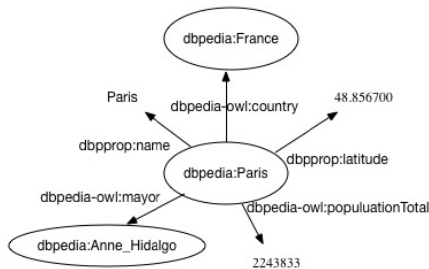 dbpedia:France
Paris
dbpedia-owl:country
48.856700
dbpprop:name
dbpprop:latitude
dbpedia:Paris
dbpedia-owl:mayor
dbpedia-owl:populuationTotal
dbpedia:Anne_Hidalgo
2243833